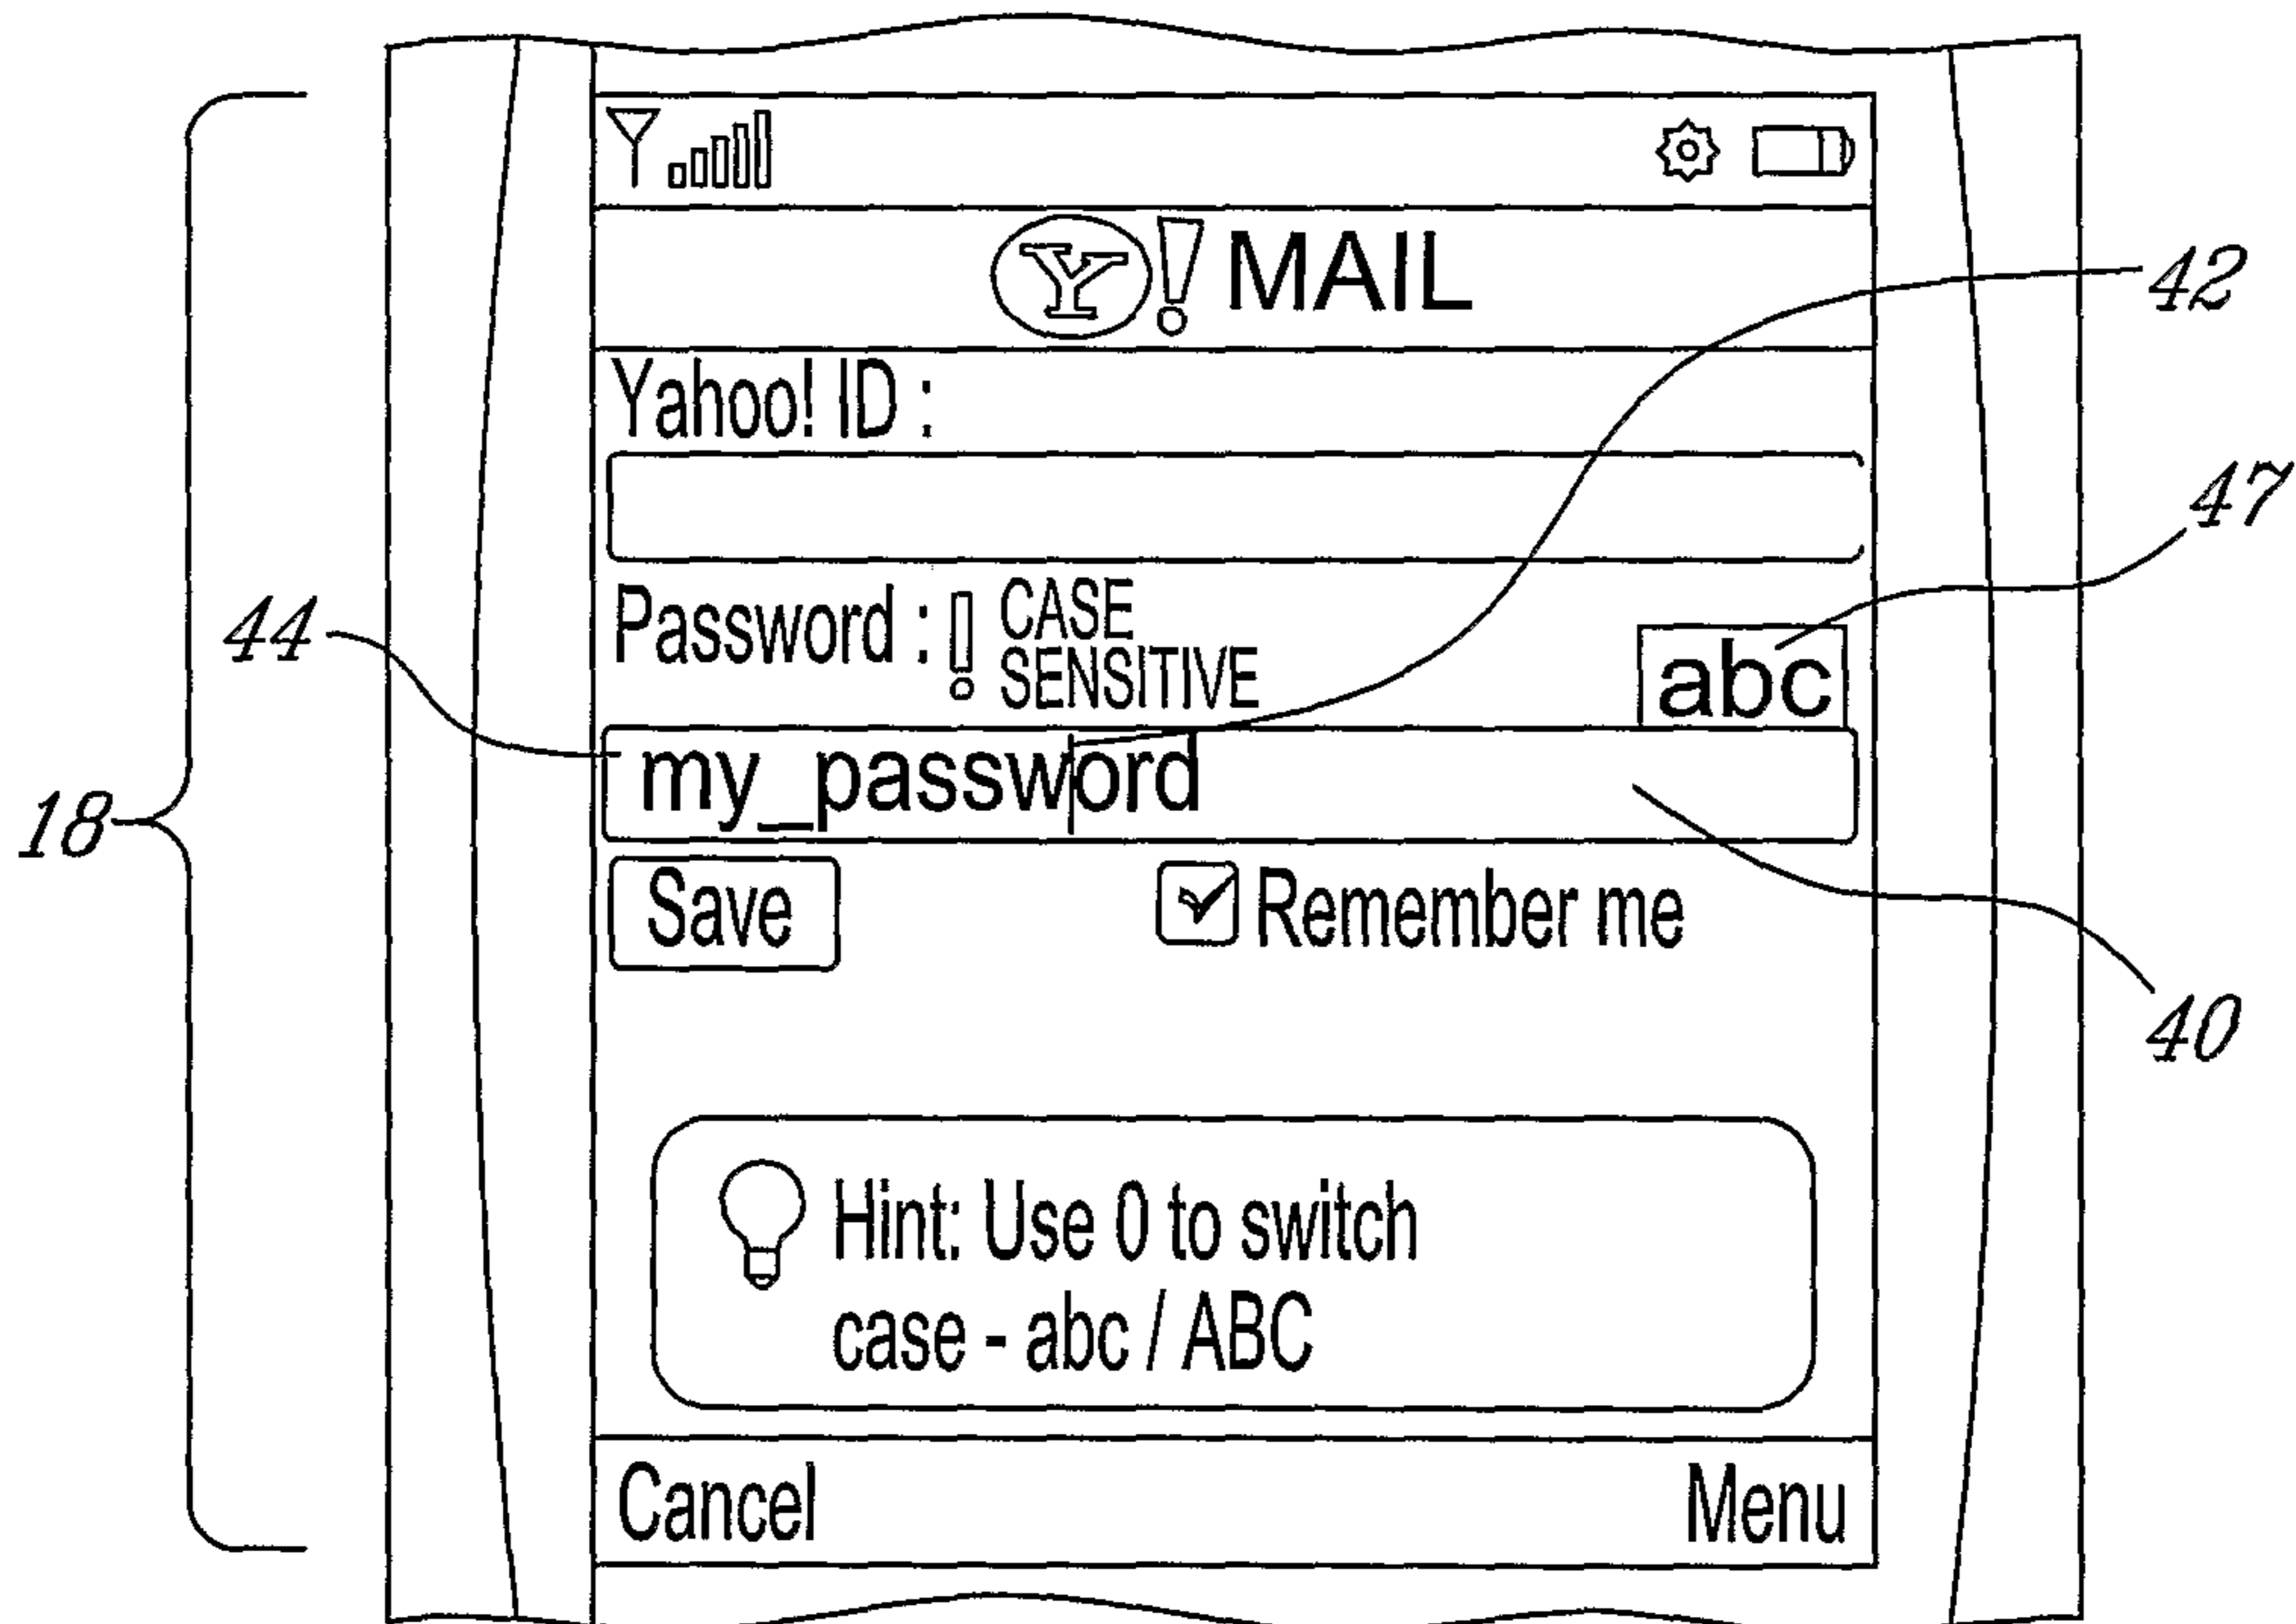 Y! MAIL
42
Yahoo! ID :
47
Password : ! CASE
SENSITIVE
abc
44
my_password
18
Save
Remember me
40
Hint: Use 0 to switch
case - abc / ABC
Cancel
Menu